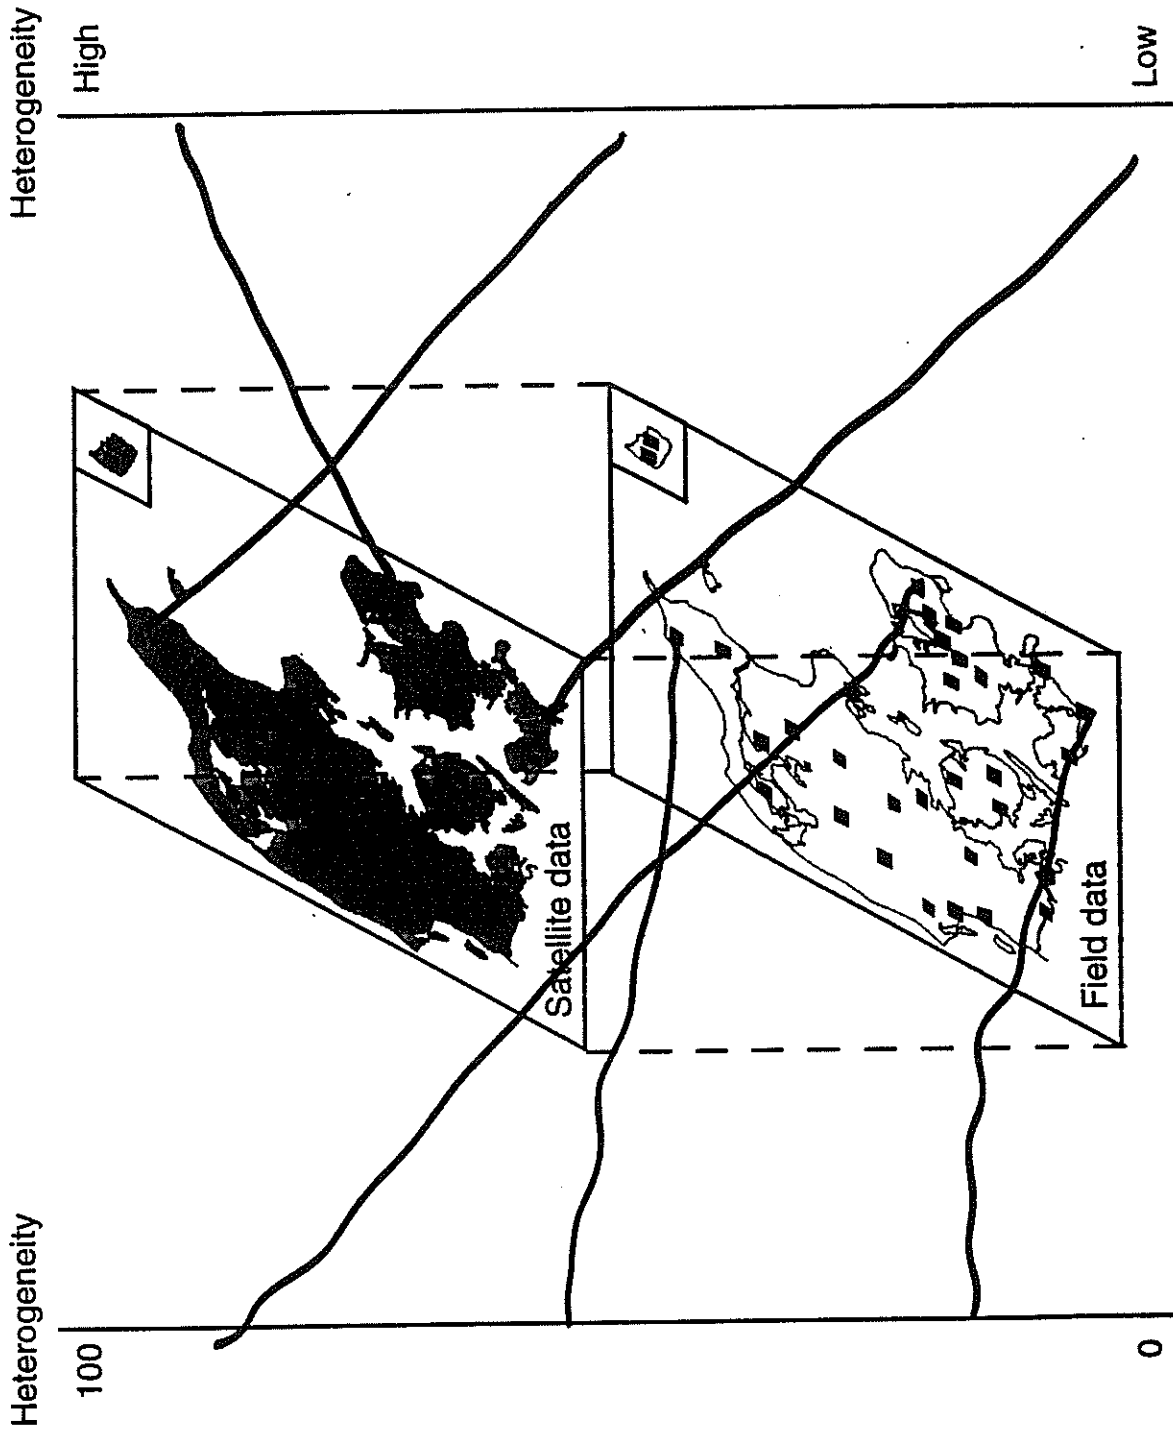 Heterogeneity
Heterogeneity
100
High
Satellite data
Field data
0
Low